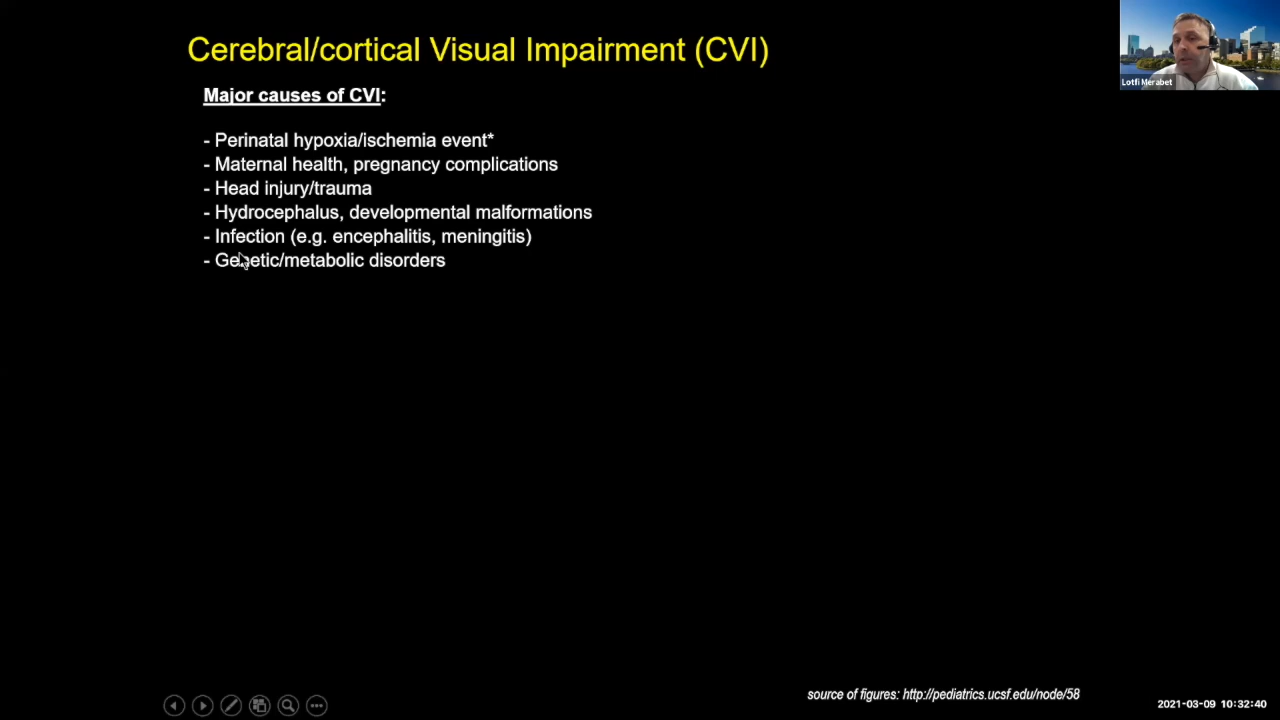 Cerebral/cortical Visual Impairment (CVI)
Major causes of CVI:
- Perinatal hypoxia/ischemia event*
- Maternal health, pregnancy complications
- Head injury/trauma
- Hydrocephalus, developmental malformations
- Infection (e.g. encephalitis, meningitis)
- Genetic/metabolic disorders
Lotfi Merabet
source of figures: http://pediatrics.ucsf.edu/node/58
2021-03-09 10:32:40